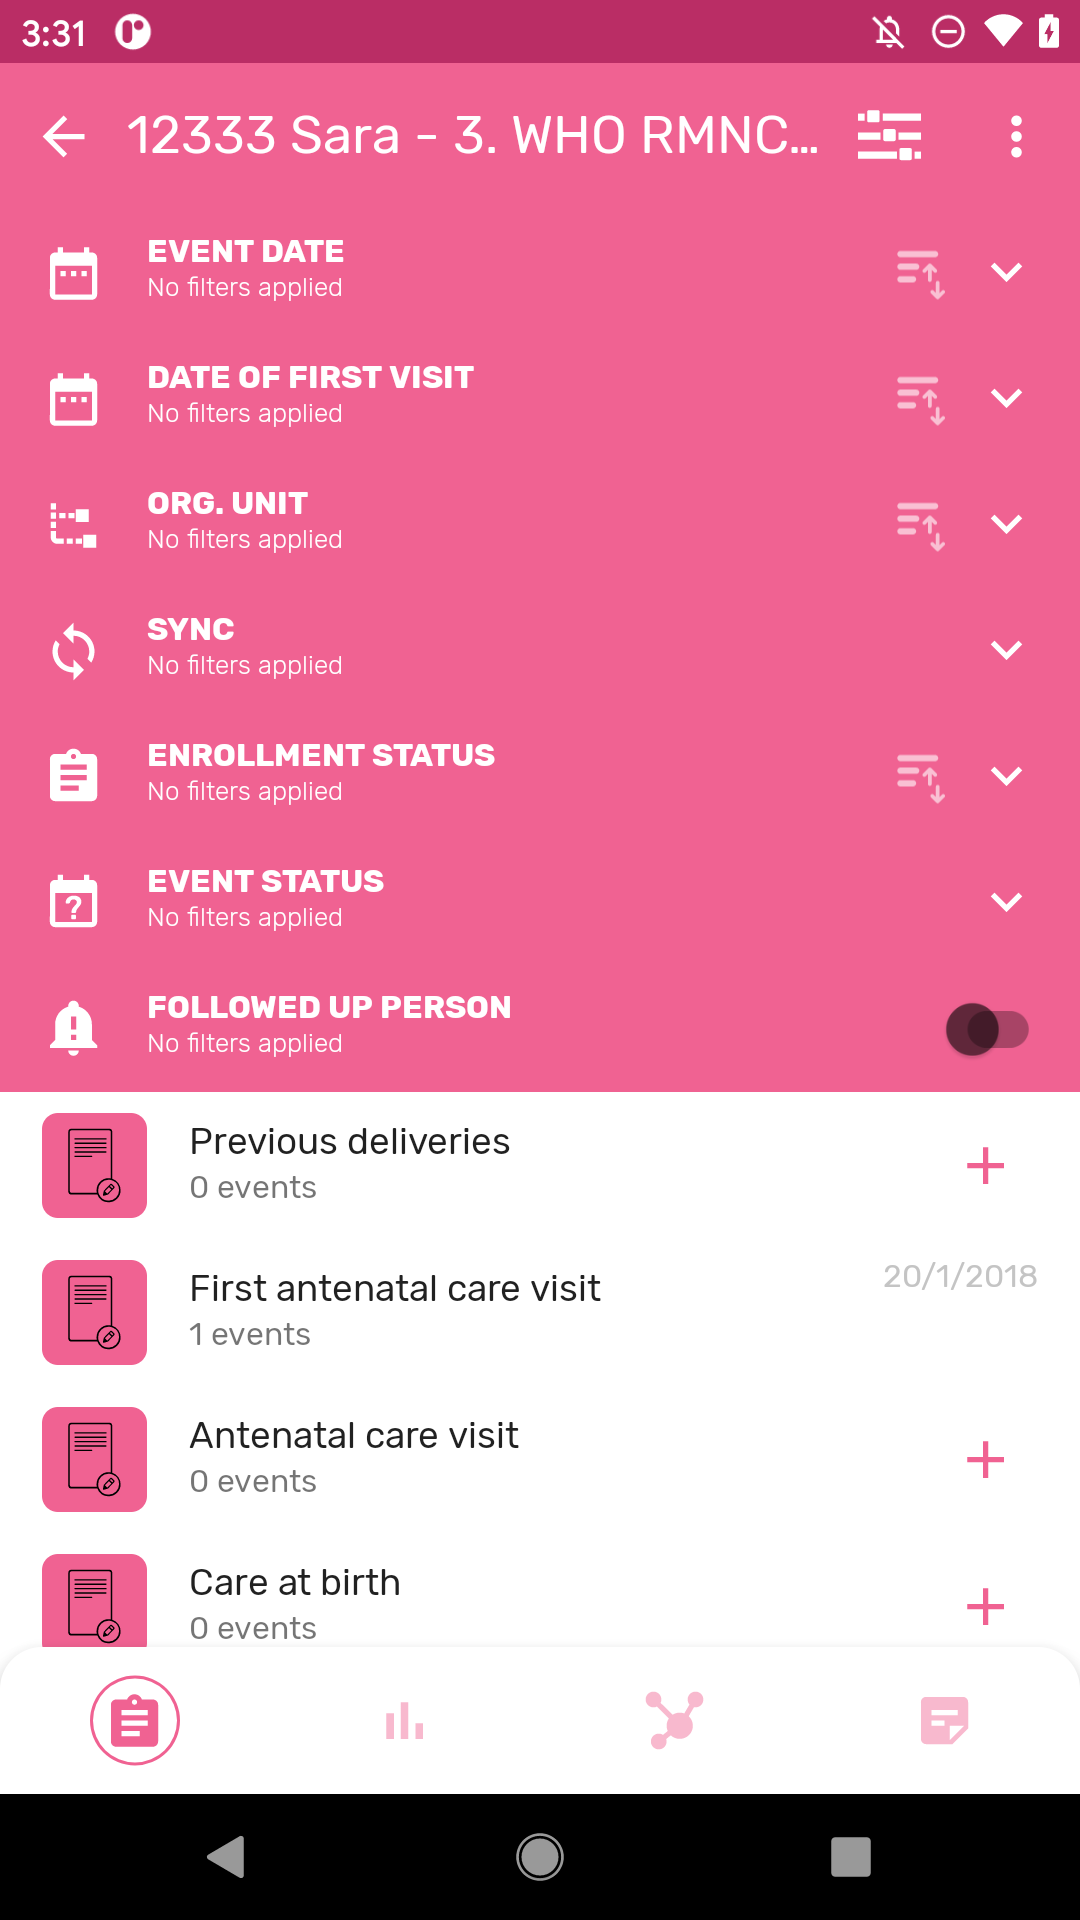 3:31
12333 Sara - 3. WHO RMNC...
EVENT DATE
No filters applied
DATE OF FIRST VISIT
No filters applied
ORG. UNIT
No filters applied
SYNC
No filters applied
ENROLLMENT STATUS
No filters applied
EVENT STATUS
No filters applied
FOLLOWED UP PERSON
No filters applied
Previous deliveries
0 events
First antenatal care visit
20/1/2018
1 events
Antenatal care visit
0 events
Care at birth
0 events